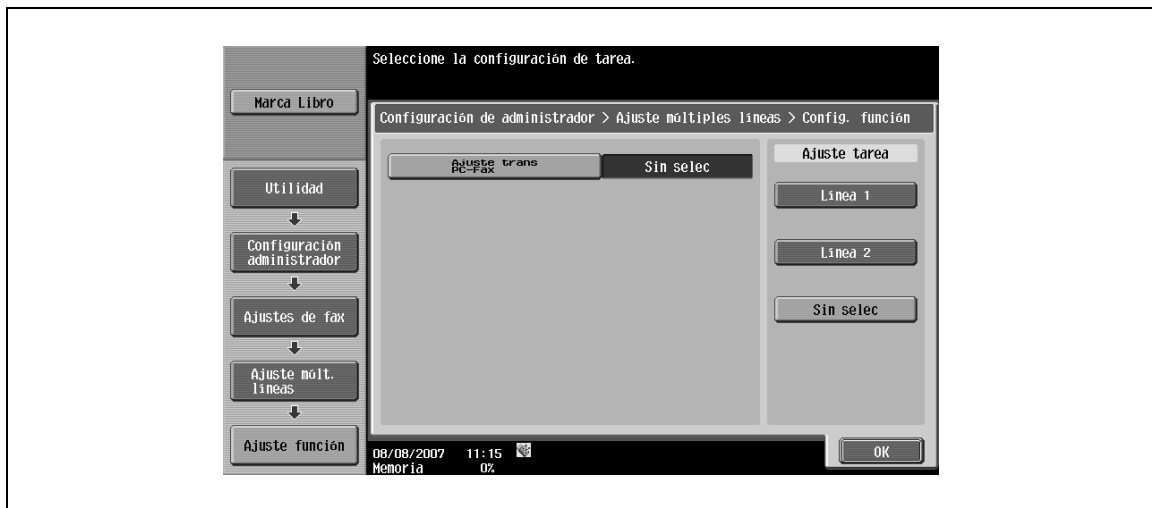 Seleccione la configuración de tarea.
Marca Libro
Configuración de administrador > Ajuste múltiples líneas > Config. función
Ajuste trans
PC-Fax
Sin selec
Ajuste tarea
Línea 1
Línea 2
Sin selec
Utilidad
Configuración
administrador
Ajustes de fax
Ajuste múlt.
líneas
Ajuste función
08/08/2007 11:15
Memoria 0%
OK